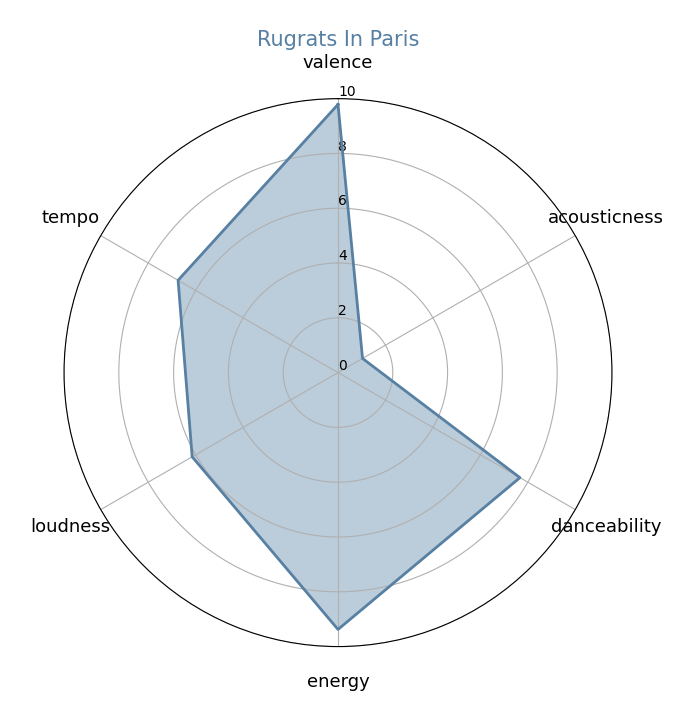 Rugrats In Paris
valence
10
8
tempo
6
acousticness
4
2
0
loudness
danceability
energy